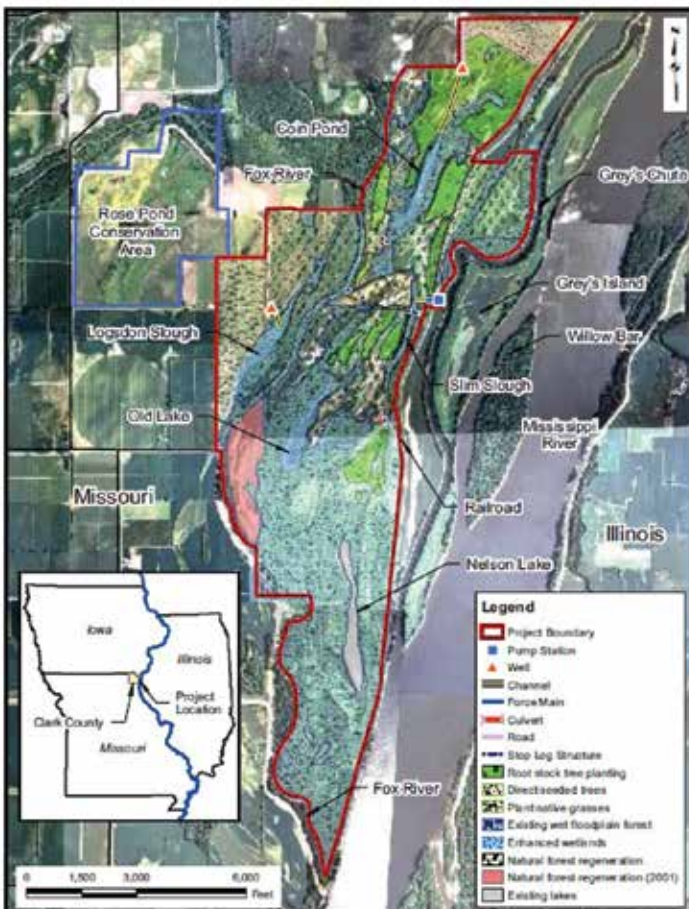 N
Coin Pond
Fox River
Grey's Chute
Rose Pond
Conservation
Area
Grey's Island
Logsdon Slough
Willow Bar
Slim Slough
Old Lake
Mississippi
River
Missouri
Railroad
Illinois
Nelson Lake
Iowa
Illinois
Project
Location
Clark County
Missouri
Fox River
0 1,500 3,000 6,000
Feet
Legend
Project Boundary
Pump Station
Well
Channel
Force Main
Culvert
Road
Stop Log Structure
Root stock tree planting
Direct seeded trees
Plant native grasses
Existing wet floodplain forest
Enhanced wetlands
Natural forest regeneration
Natural forest regeneration (2001)
Existing lakes